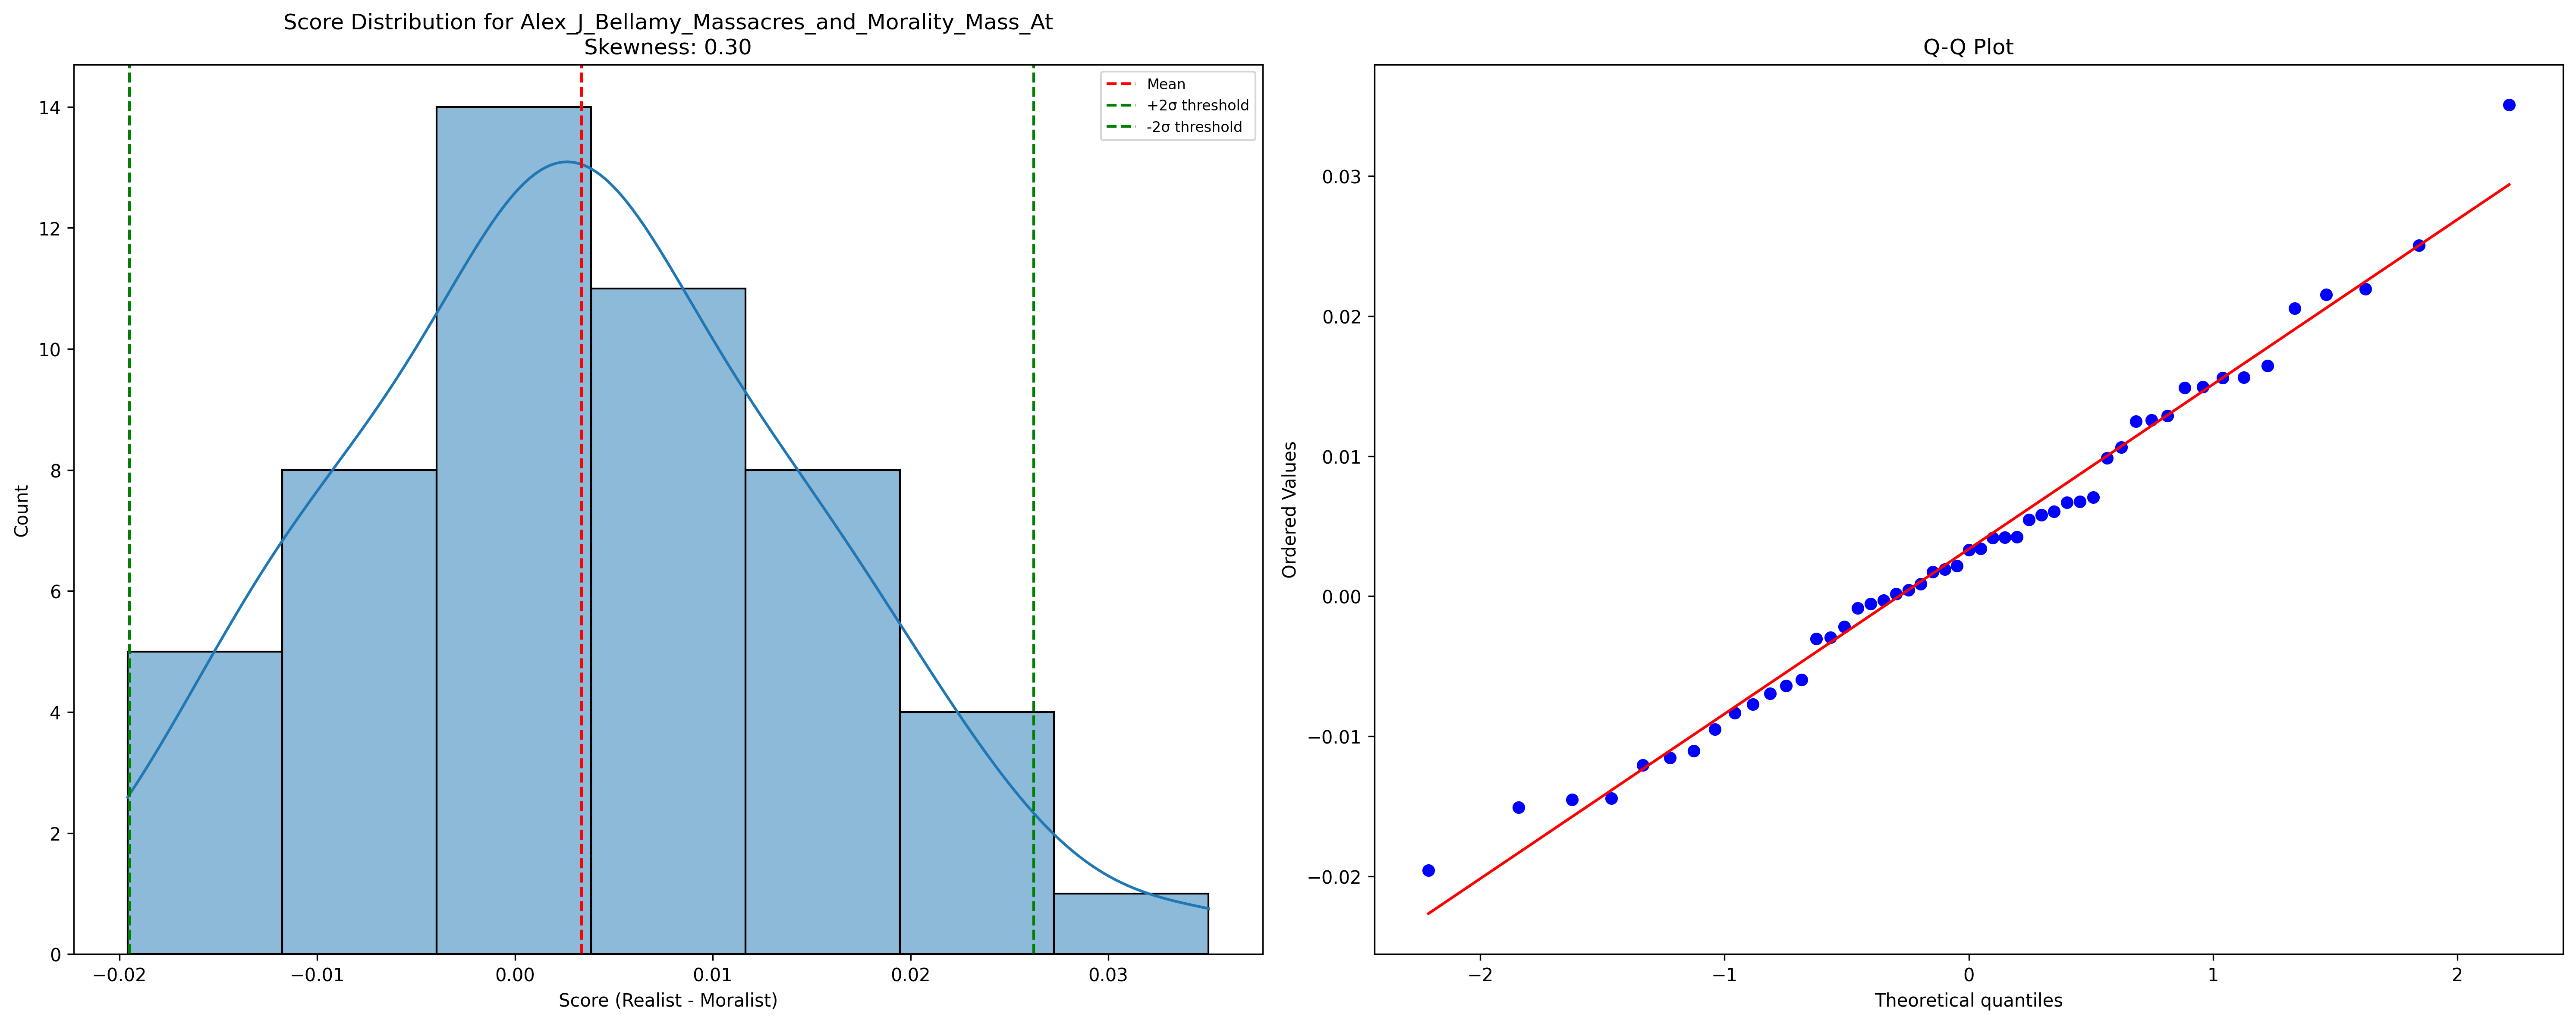 Score Distribution for Alex_J_Bellamy_Massacres_and_Morality_Mass_At
Skewness: 0.30
Mean
+2σ threshold
-2σ threshold
14
12
10
8
6
4
2
0
Count
−0.02
−0.01
0.00
0.01
0.02
0.03
Score (Realist - Moralist)
Q-Q Plot
0.03
0.02
0.01
0.00
−0.01
−0.02
Ordered Values
−2
−1
0
1
2
Theoretical quantiles